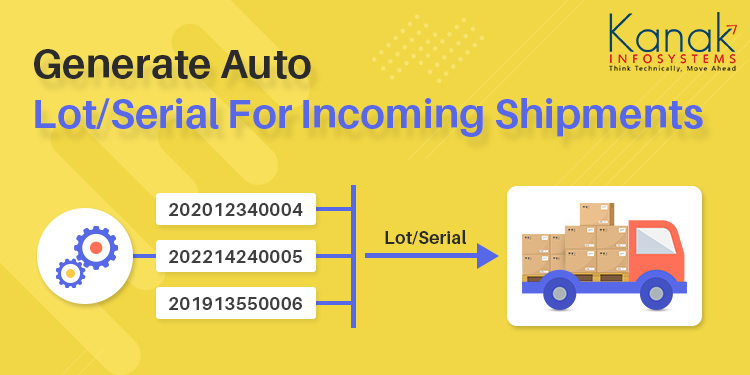 Kanak
INFOSYSTEMS
Think Technically, Move Ahead
Generate Auto
Lot/Serial For Incoming Shipments
202012340004
202214240005
201913550006
Lot/Serial